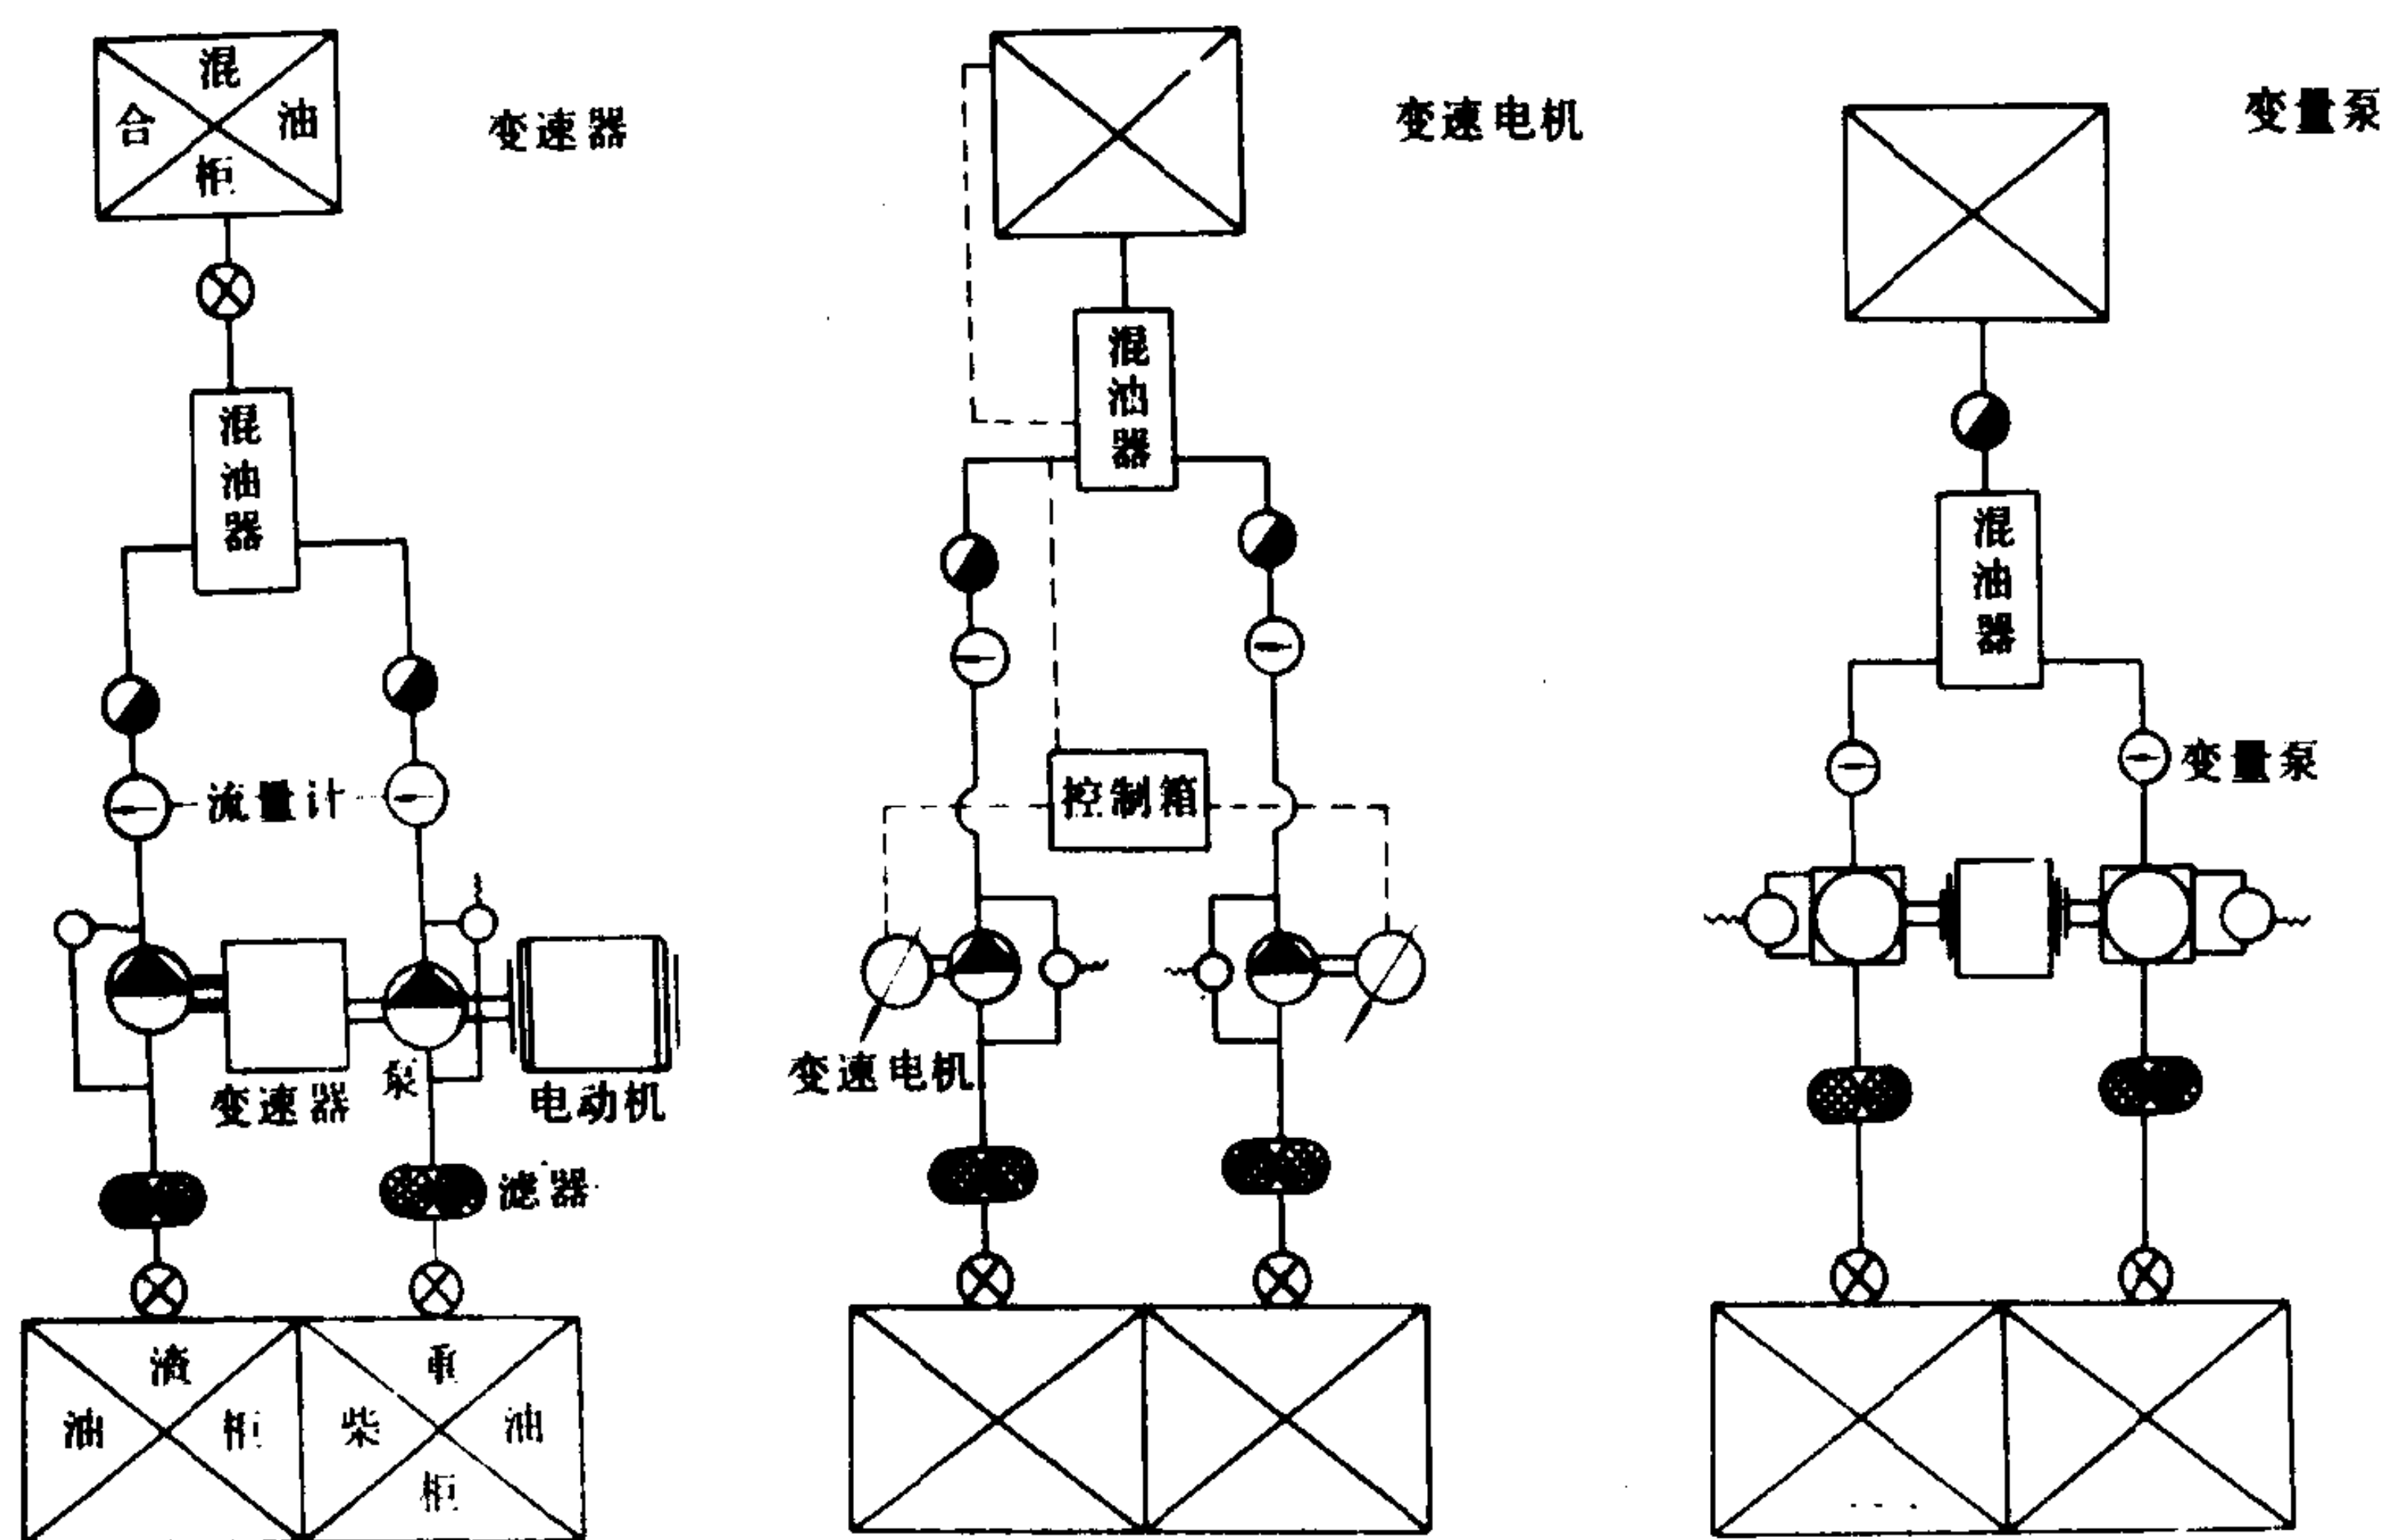 变速器
变速电机
变量泵
混合油柜
混油器
流量计
变速器
泵
电动机
滤器
渣油柜
重柴油柜
混油器
控制箱
变速电机
混油器
变量泵